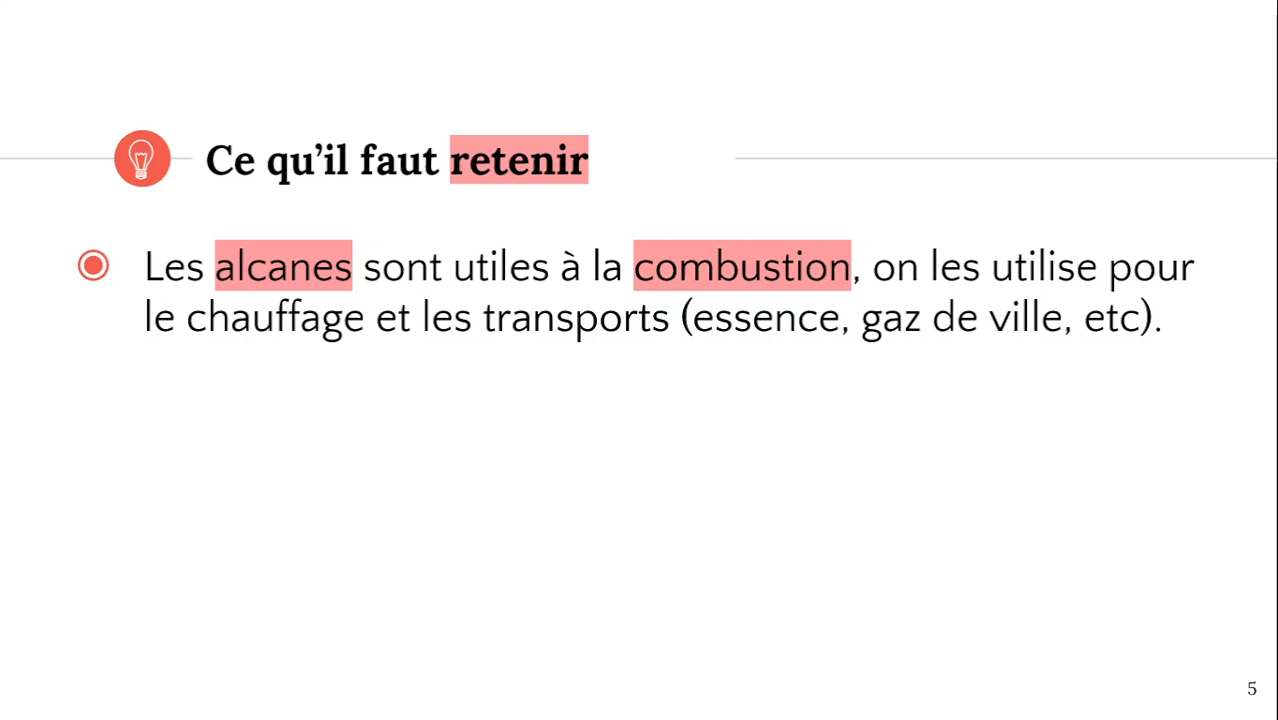 Ce qu’il faut retenir
Les alcanes sont utiles à la combustion, on les utilise pour
le chauffage et les transports (essence, gaz de ville, etc).
5